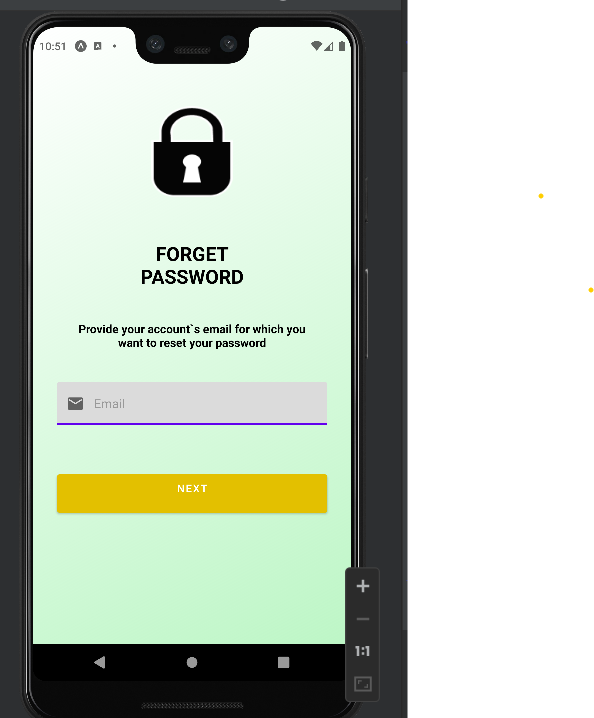 10:51
FORGET
PASSWORD
Provide your account`s email for which you
want to reset your password
Email
NEXT
1:1